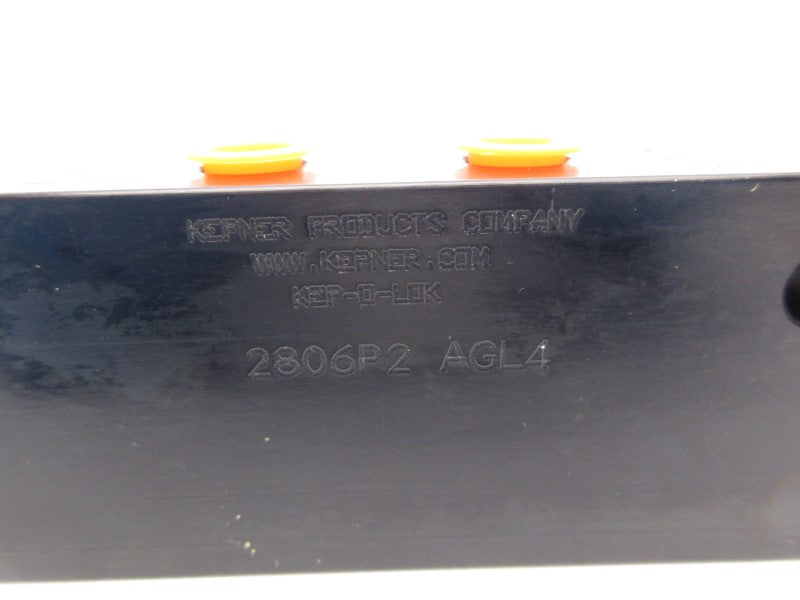 KEPNER PRODUCTS COMPANY
WWW.KEPNER.COM
KEP-O-LOK
2806P2 AGL4